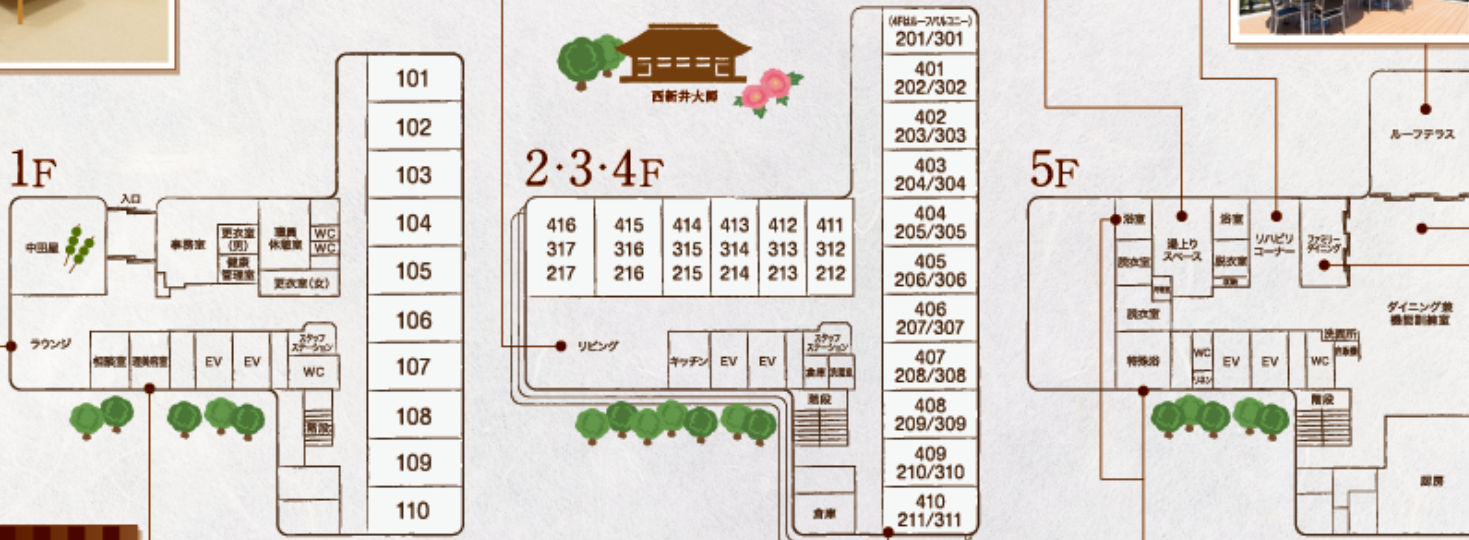 1F
入口
中田屋
事務室
更衣室
(男)
健康
管理室
職員
休憩室
WC
WC
更衣室(女)
ラウンジ
相談室
理美容室
EV
EV
スタッフ
ステーション
WC
階段
101
102
103
104
105
106
107
108
109
110
西新井大師
2·3·4F
416
317
217
415
316
216
414
315
215
413
314
214
412
313
213
411
312
212
リビング
キッチン
EV
EV
スタッフ
ステーション
倉庫
洗濯室
階段
倉庫
(4Fはルーフバルコニー)
201/301
401
202/302
402
203/303
403
204/304
404
205/305
405
206/306
406
207/307
407
208/308
408
209/309
409
210/310
410
211/311
5F
浴室
脱衣室
脱衣室
特殊浴
湯上り
スペース
浴室
脱衣室
リハビリ
コーナー
ファミリー
ダイニング
ルーフテラス
ダイニング兼
機能訓練室
WC
リネン
EV
EV
WC
洗面所
階段
厨房